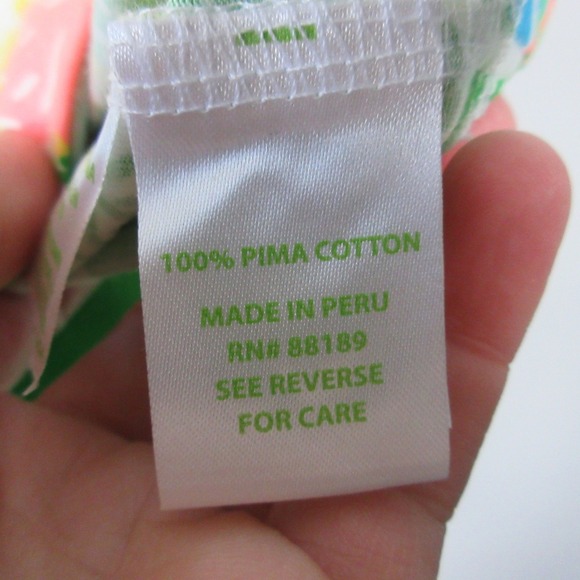 100% PIMA COTTON
MADE IN PERU
RN# 88189
SEE REVERSE
FOR CARE